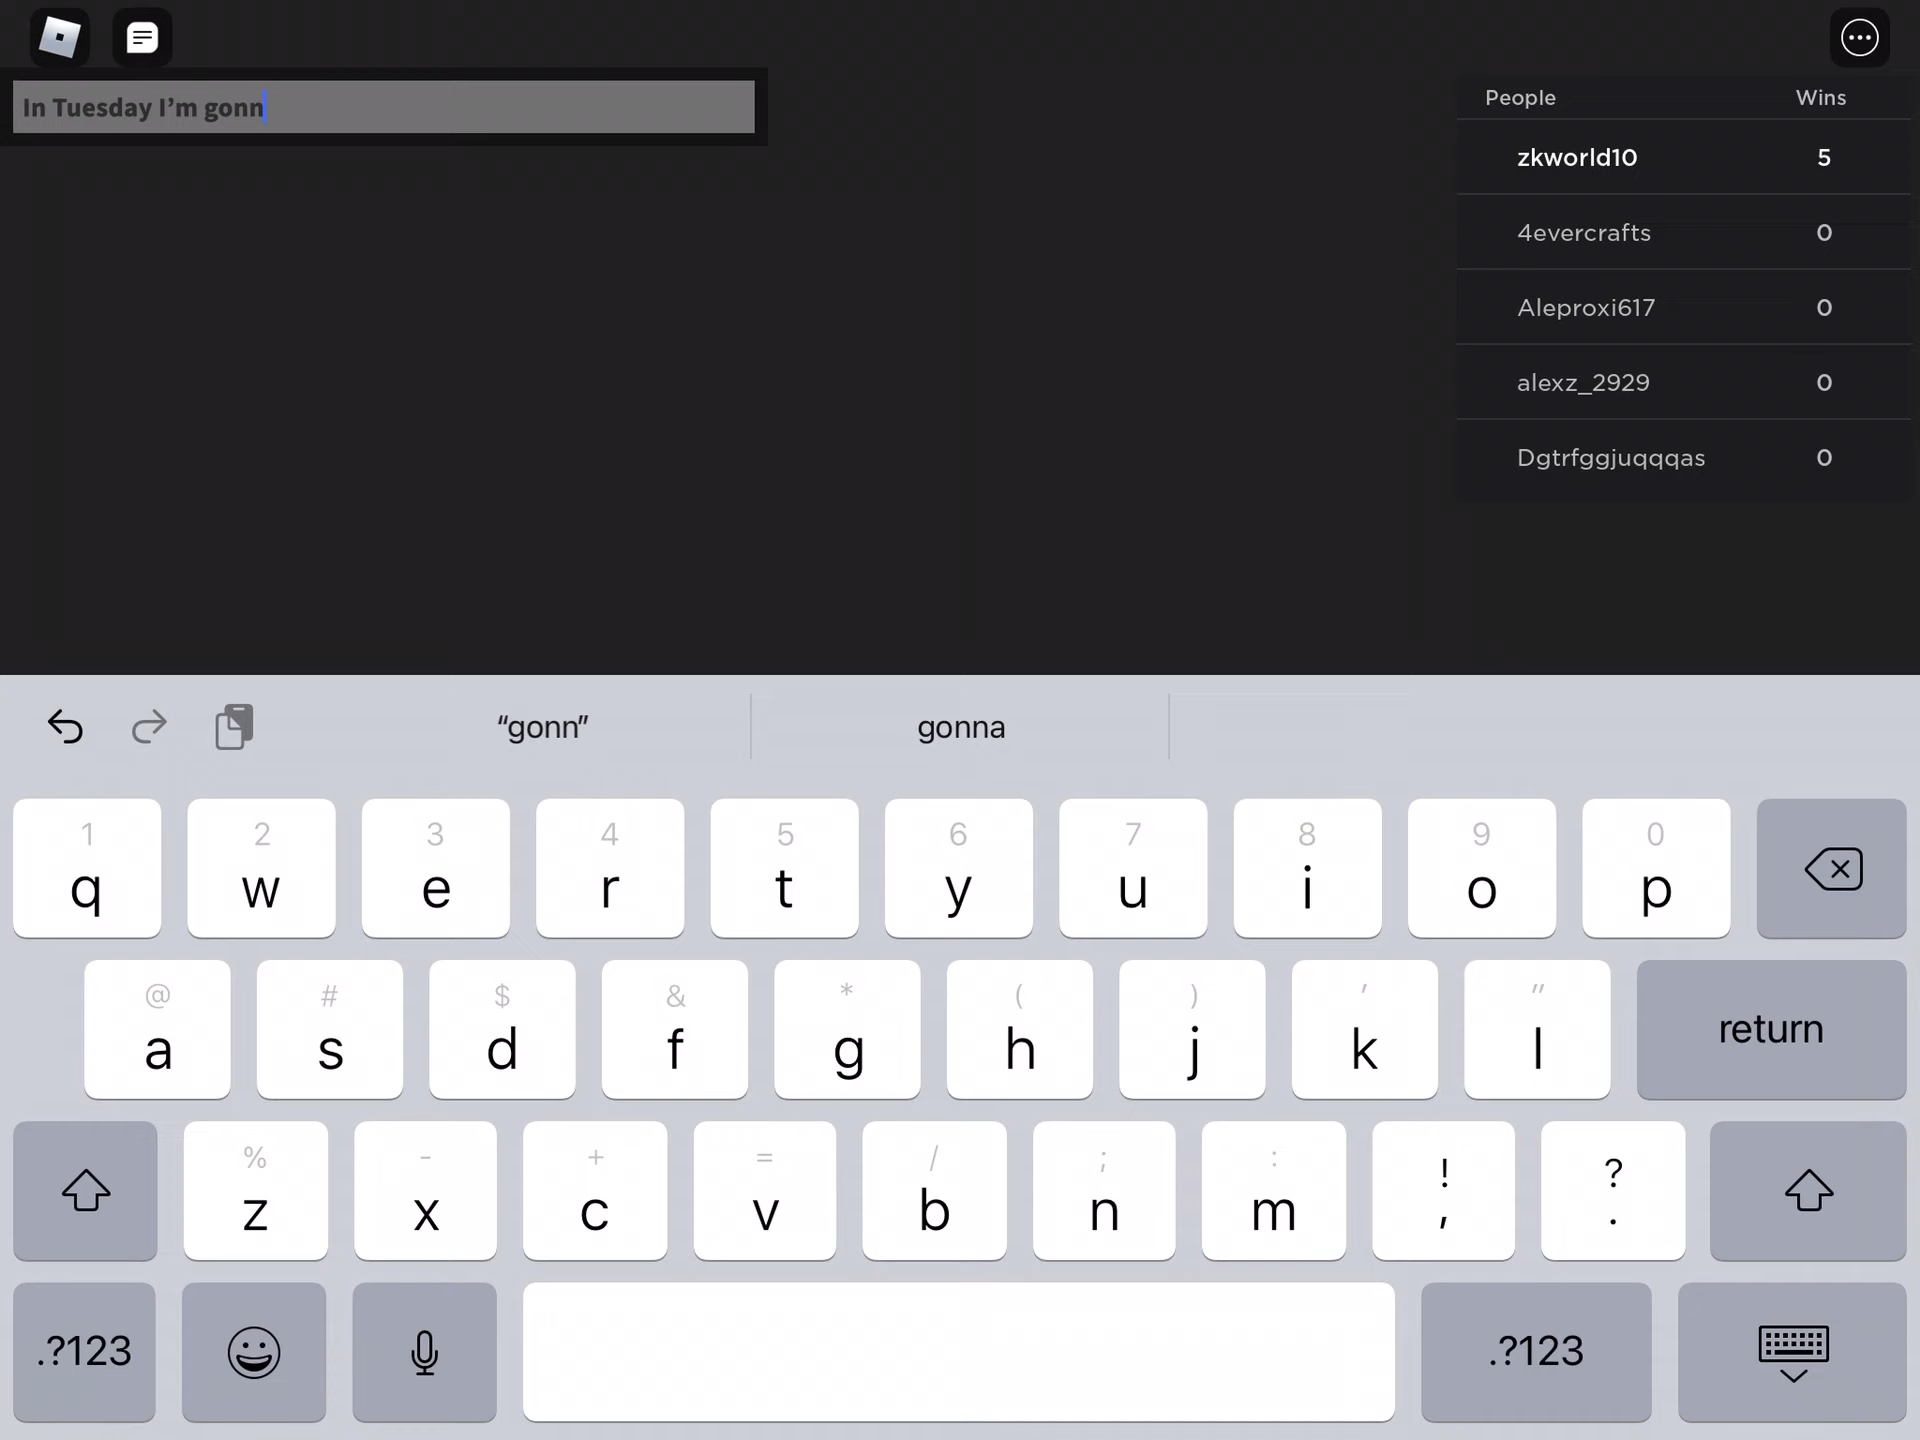 In Tuesday I’m gonn
People Wins
zkworld10 5
4evercrafts 0
Aleproxi617 0
alexz_2929 0
Dgtrfggjuqqqas 0
“gonn” gonna
1 2 3 4 5 6 7 8 9 0
q w e r t y u i o p
@ # $ & * ( ) ' "
a s d f g h j k l return
% - + = / ; : ! ?
z x c v b n m , .
.?123 .?123